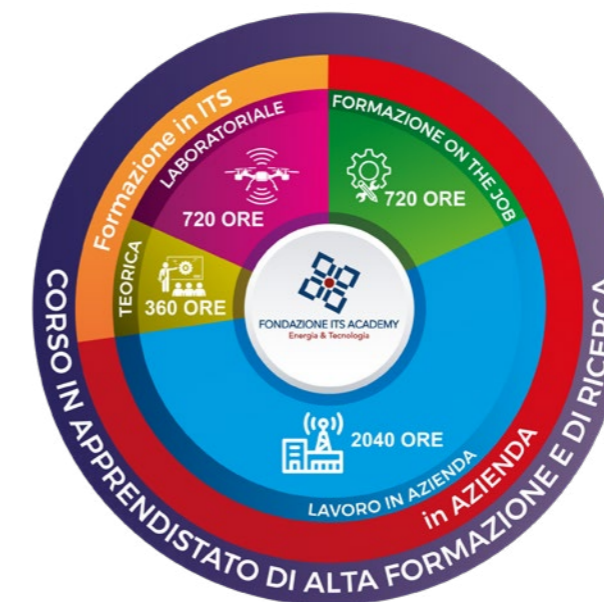 CORSO IN APPRENDISTATO DI ALTA FORMAZIONE E DI RICERCA
Formazione in ITS
LABORATORIALE
720 ORE
TEORICA
360 ORE
FORMAZIONE ON THE JOB
720 ORE
FONDAZIONE ITS ACADEMY
Energia & Tecnologia
2040 ORE
LAVORO IN AZIENDA
in AZIENDA